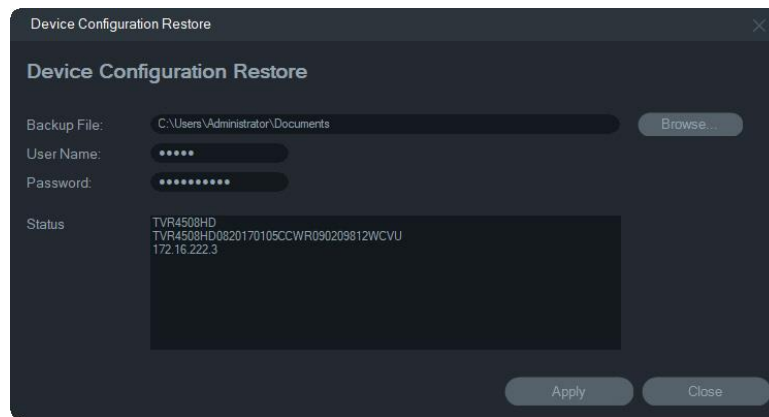 Device Configuration Restore
Device Configuration Restore
Backup File: C:\Users\Administrator\Documents Browse...
User Name: •••••
Password: ••••••••••
Status TVR4508HD
TVR4508HD0820170105CCWR090209812WCVU
172.16.222.3
Apply Close